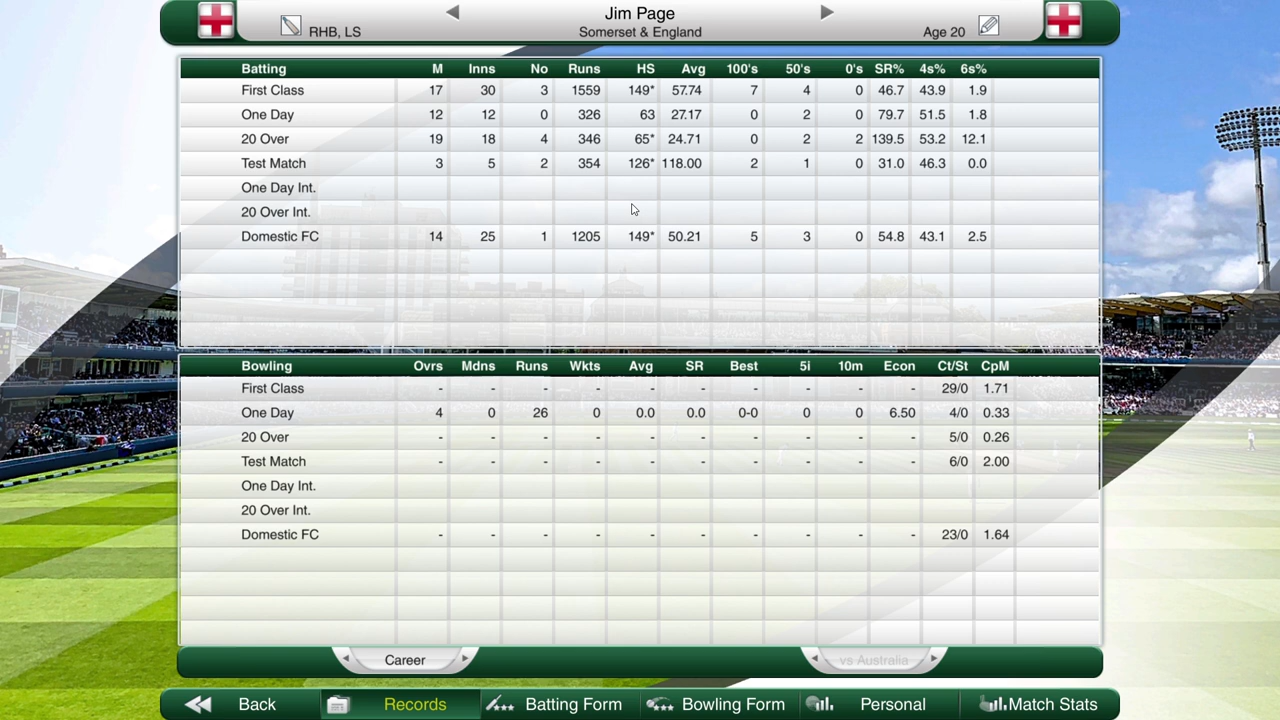 Jim Page
RHB, LS Somerset & England Age 20
Batting M Inns No Runs HS Avg 100's 50's 0's SR% 4s% 6s%
First Class 17 30 3 1559 149* 57.74 7 4 0 46.7 43.9 1.9
One Day 12 12 0 326 63 27.17 0 2 0 79.7 51.5 1.8
20 Over 19 18 4 346 65* 24.71 0 2 2 139.5 53.2 12.1
Test Match 3 5 2 354 126* 118.00 2 1 0 31.0 46.3 0.0
One Day Int.
20 Over Int.
Domestic FC 14 25 1 1205 149* 50.21 5 3 0 54.8 43.1 2.5
Bowling Ovrs Mdns Runs Wkts Avg SR Best 5i 10m Econ Ct/St CpM
First Class - - - - - - - - - - 29/0 1.71
One Day 4 0 26 0 0.0 0.0 0-0 0 0 6.50 4/0 0.33
20 Over - - - - - - - - - - 5/0 0.26
Test Match - - - - - - - - - - 6/0 2.00
One Day Int.
20 Over Int.
Domestic FC - - - - - - - - - - 23/0 1.64
Career vs Australia
Back Records Batting Form Bowling Form Personal Match Stats